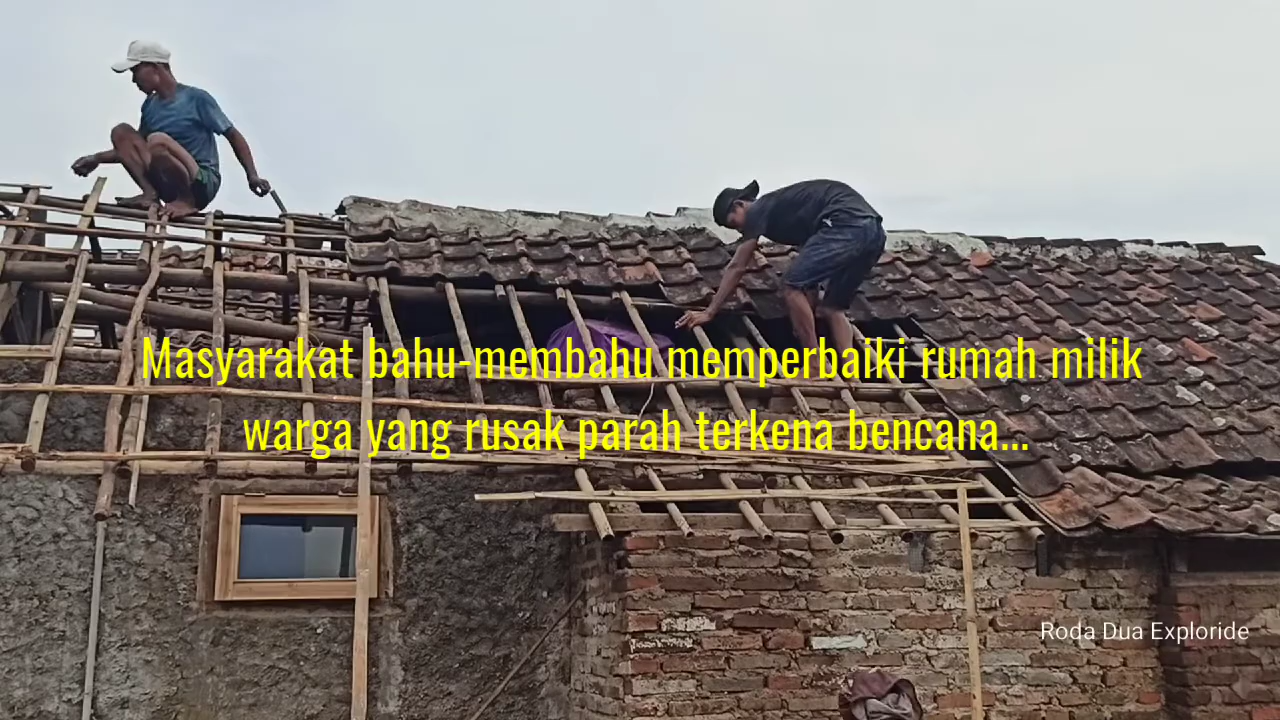 Masyarakat bahu-membahu memperbaiki rumah milik
warga yang rusak parah terkena bencana...
Roda Dua Exploride